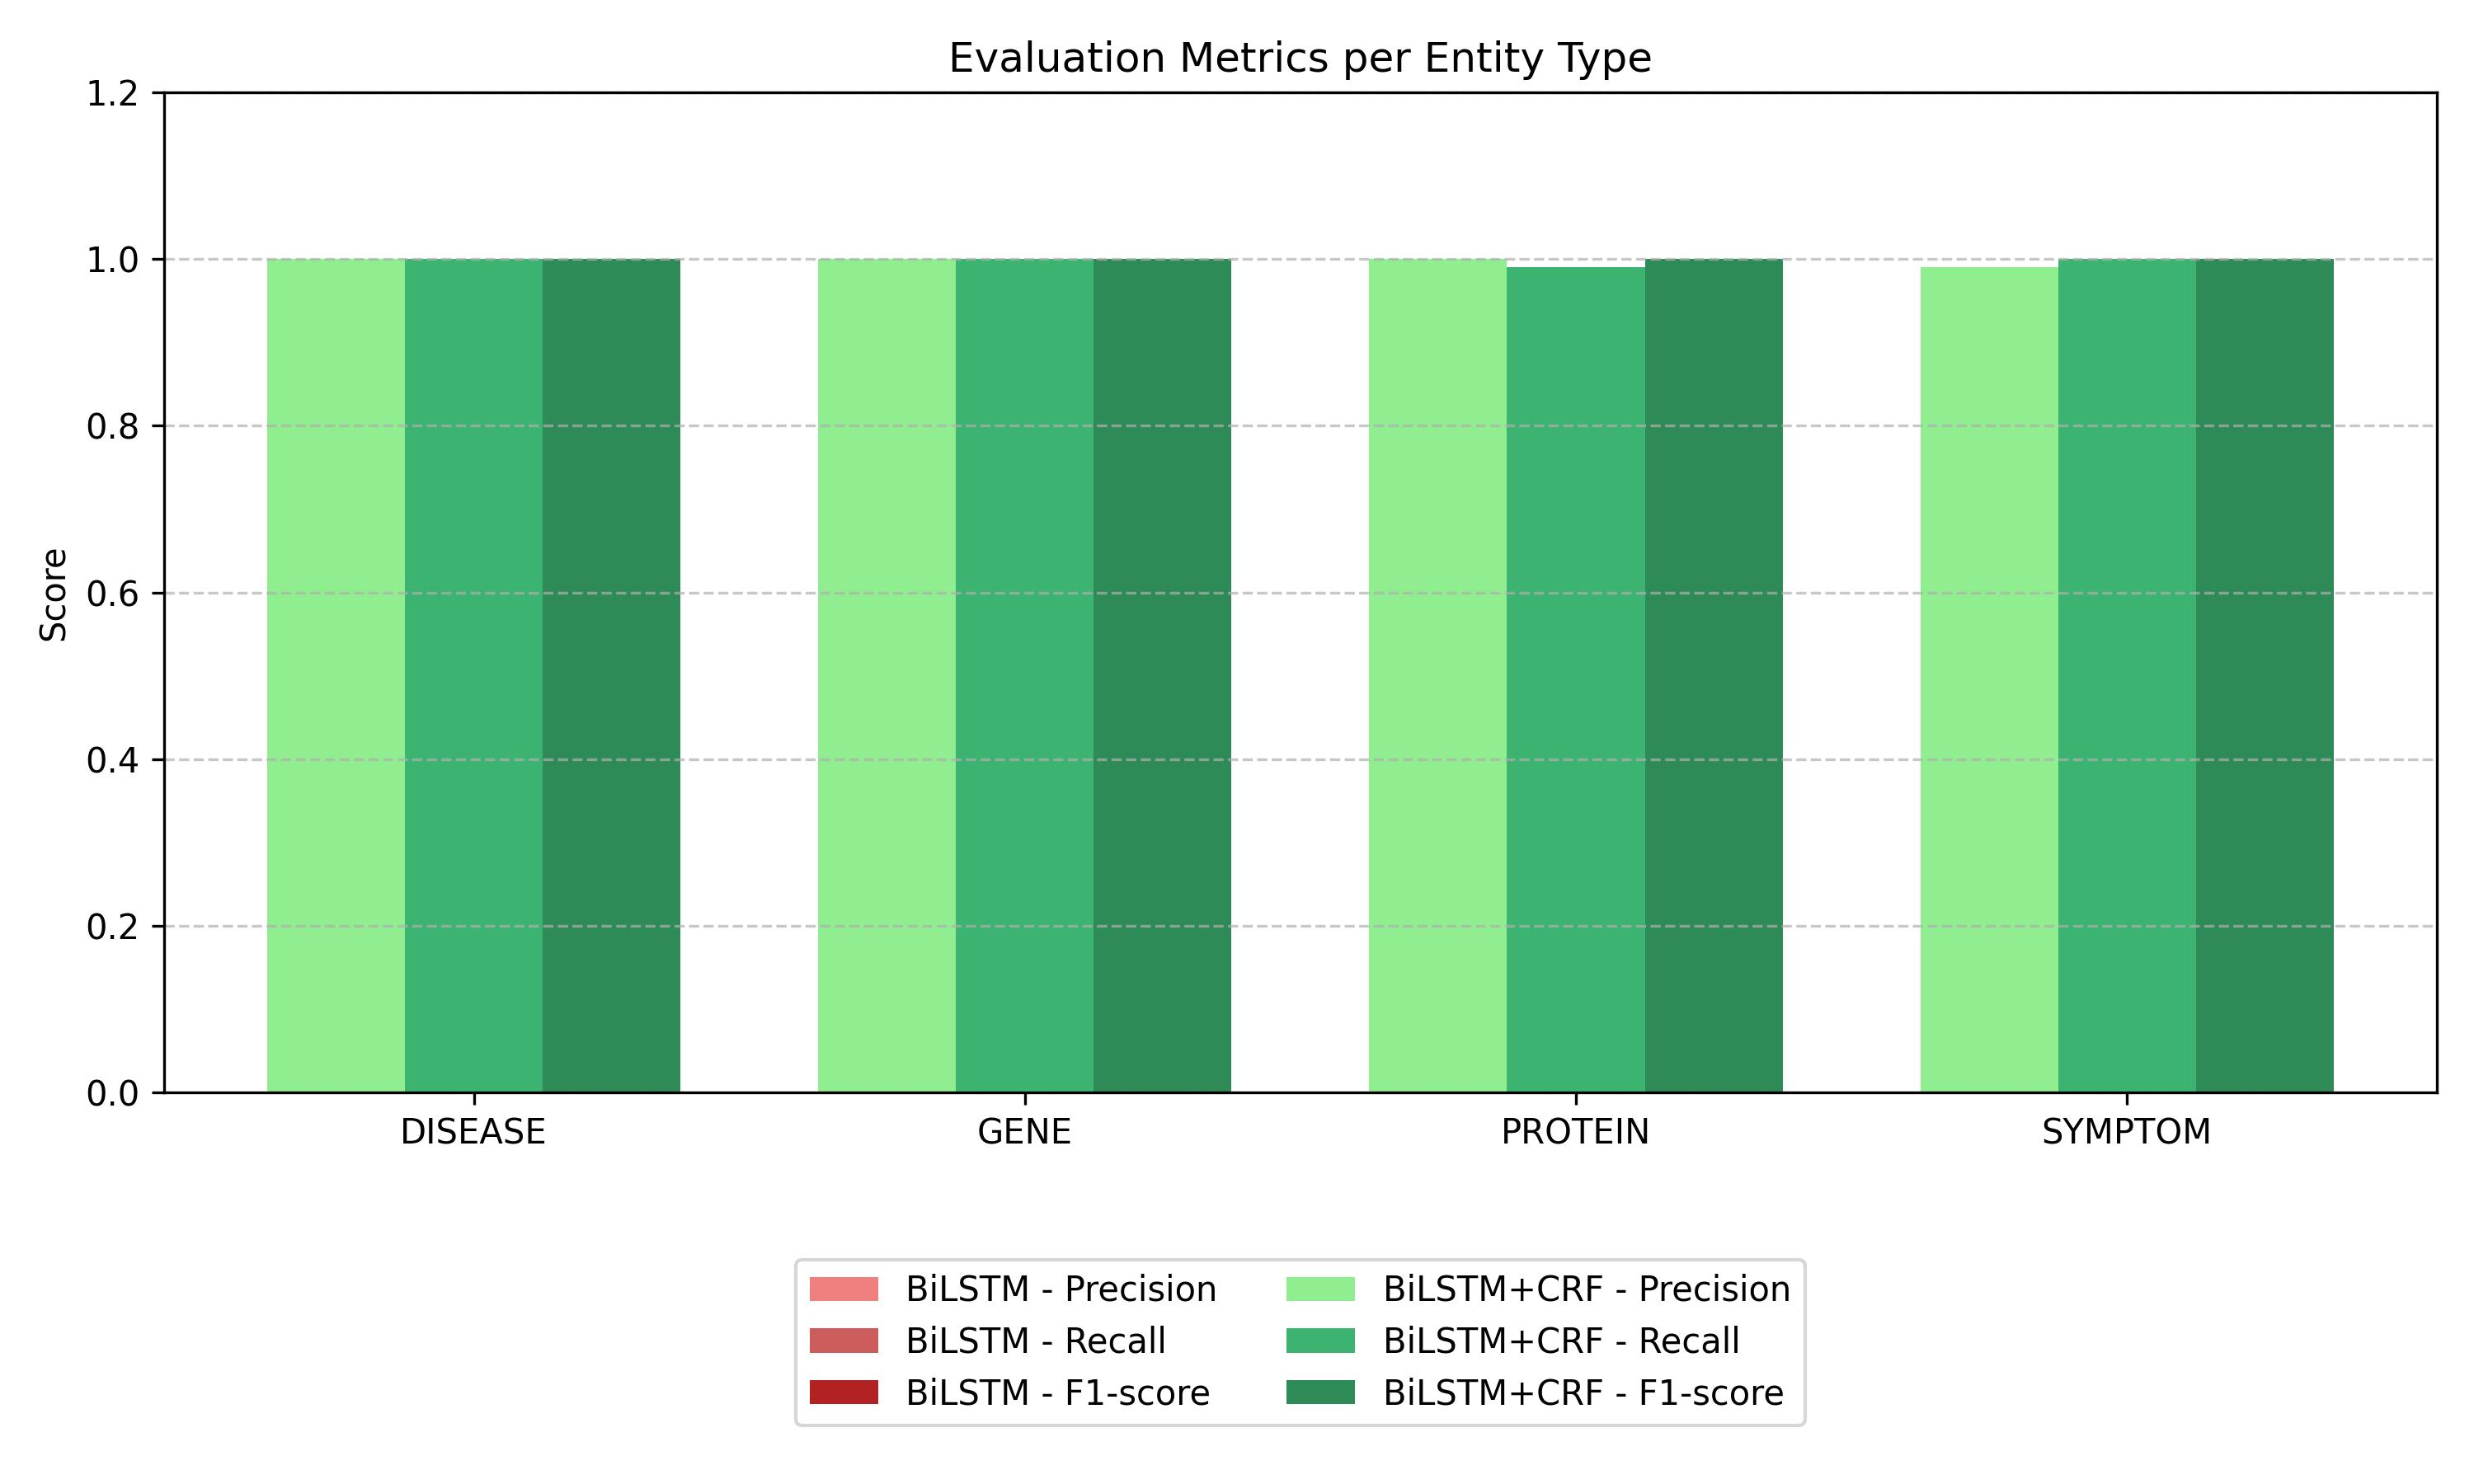 Evaluation Metrics per Entity Type
1.2
1.0
0.8
0.6
0.4
0.2
0.0
Score
DISEASE
GENE
PROTEIN
SYMPTOM
BiLSTM - Precision
BiLSTM - Recall
BiLSTM - F1-score
BiLSTM+CRF - Precision
BiLSTM+CRF - Recall
BiLSTM+CRF - F1-score